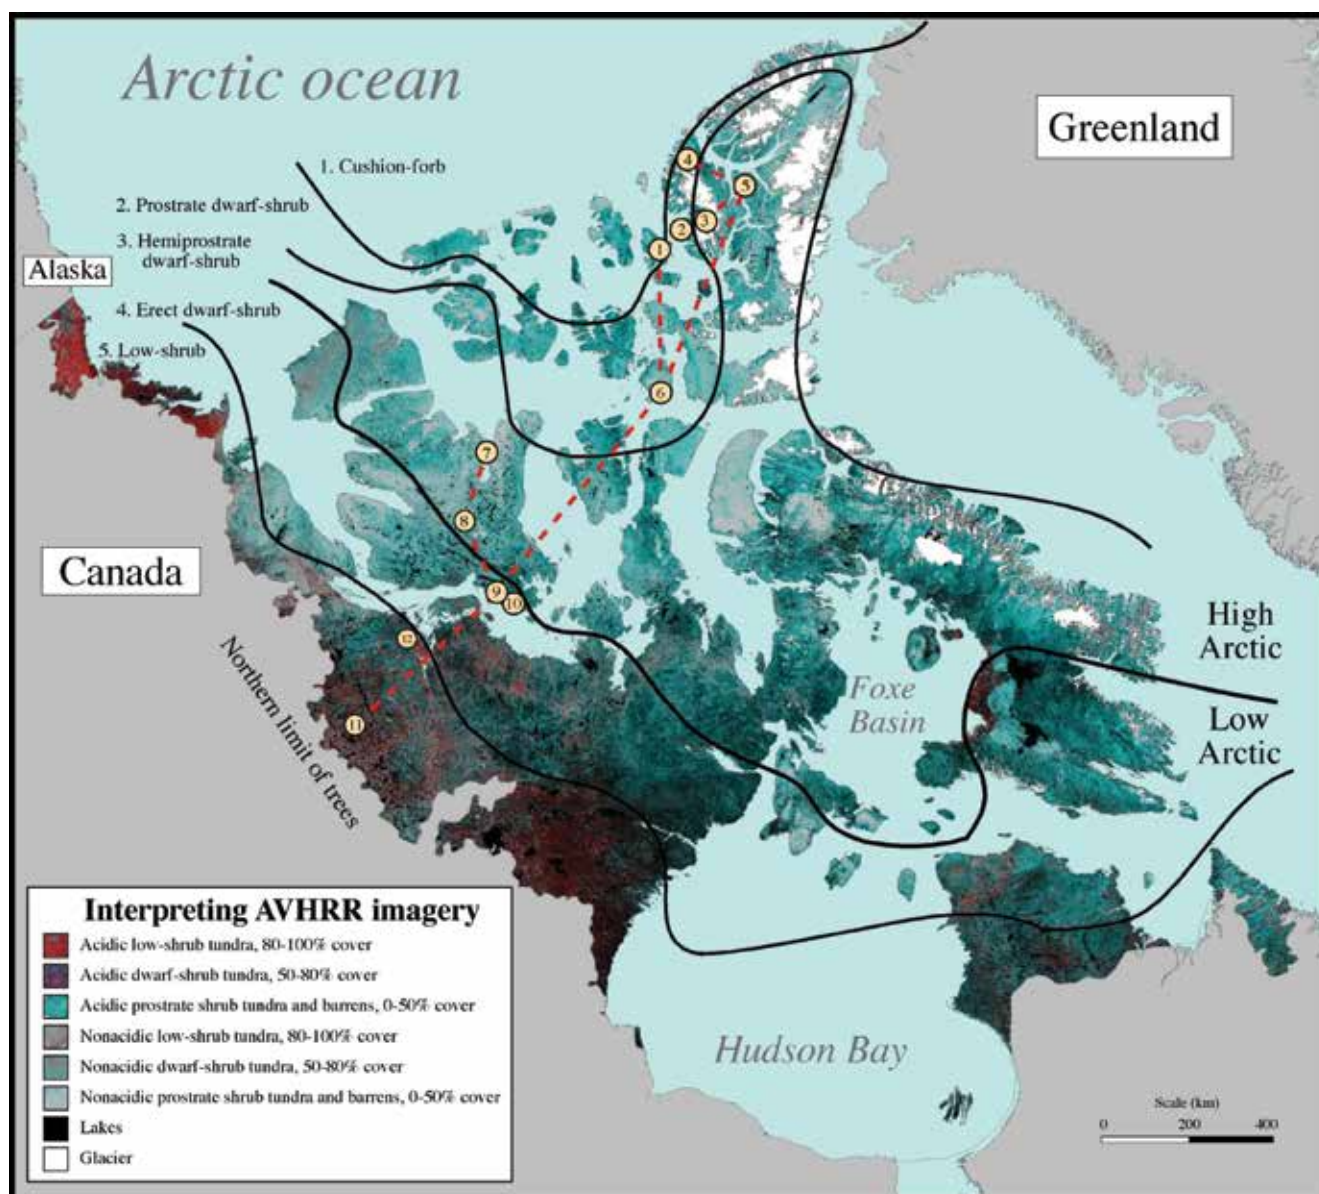 Arctic ocean
Greenland
1. Cushion-forb
2. Prostrate dwarf-shrub
3. Hemiprostrate
dwarf-shrub
Alaska
4. Erect dwarf-shrub
5. Low-shrub
4
5
3
2
1
6
7
8
9
10
12
11
Canada
Northern limit of trees
Foxe
Basin
High
Arctic
Low
Arctic
Hudson Bay
Interpreting AVHRR imagery
Acidic low-shrub tundra, 80-100% cover
Acidic dwarf-shrub tundra, 50-80% cover
Acidic prostrate shrub tundra and barrens, 0-50% cover
Nonacidic low-shrub tundra, 80-100% cover
Nonacidic dwarf-shrub tundra, 50-80% cover
Nonacidic prostrate shrub tundra and barrens, 0-50% cover
Lakes
Glacier
Scale (km)
0 200 400